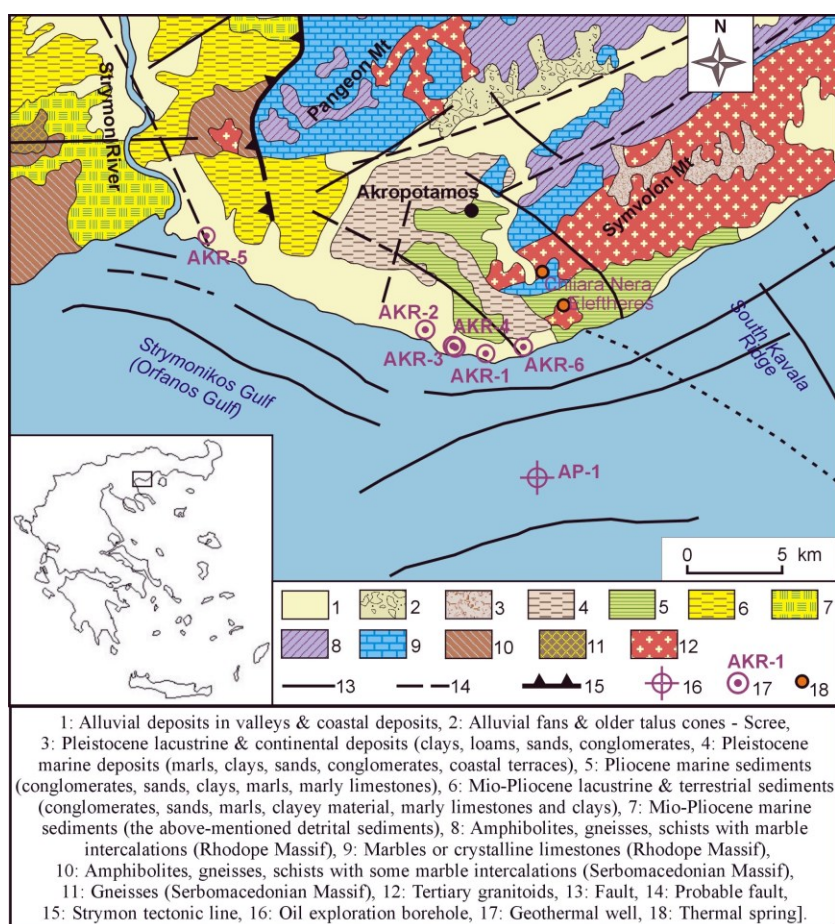 N
Strymon River
Pangeon Mt
Akropotamos
Symvolon Mt
AKR-5
Chliara Nera
Eleftheres
AKR-2
AKR-4
AKR-3
AKR-1
AKR-6
Strymonikos Gulf
(Orfanos Gulf)
South Kavala
Ridge
AP-1
0 5 km
1 2 3 4 5 6 7
8 9 10 11 12
AKR-1
13 14 15 16 17 18
1: Alluvial deposits in valleys & coastal deposits, 2: Alluvial fans & older talus cones - Scree,
3: Pleistocene lacustrine & continental deposits (clays, loams, sands, conglomerates, 4: Pleistocene
marine deposits (marls, clays, sands, conglomerates, coastal terraces), 5: Pliocene marine sediments
(conglomerates, sands, clays, marls, marly limestones), 6: Mio-Pliocene lacustrine & terrestrial sediments
(conglomerates, sands, marls, clayey material, marly limestones and clays), 7: Mio-Pliocene marine
sediments (the above-mentioned detrital sediments), 8: Amphibolites, gneisses, schists with marble
intercalations (Rhodope Massif), 9: Marbles or crystalline limestones (Rhodope Massif),
10: Amphibolites, gneisses, schists with some marble intercalations (Serbomacedonian Massif),
11: Gneisses (Serbomacedonian Massif), 12: Tertiary granitoids, 13: Fault, 14: Probable fault,
15: Strymon tectonic line, 16: Oil exploration borehole, 17: Geothermal well, 18: Thermal spring].